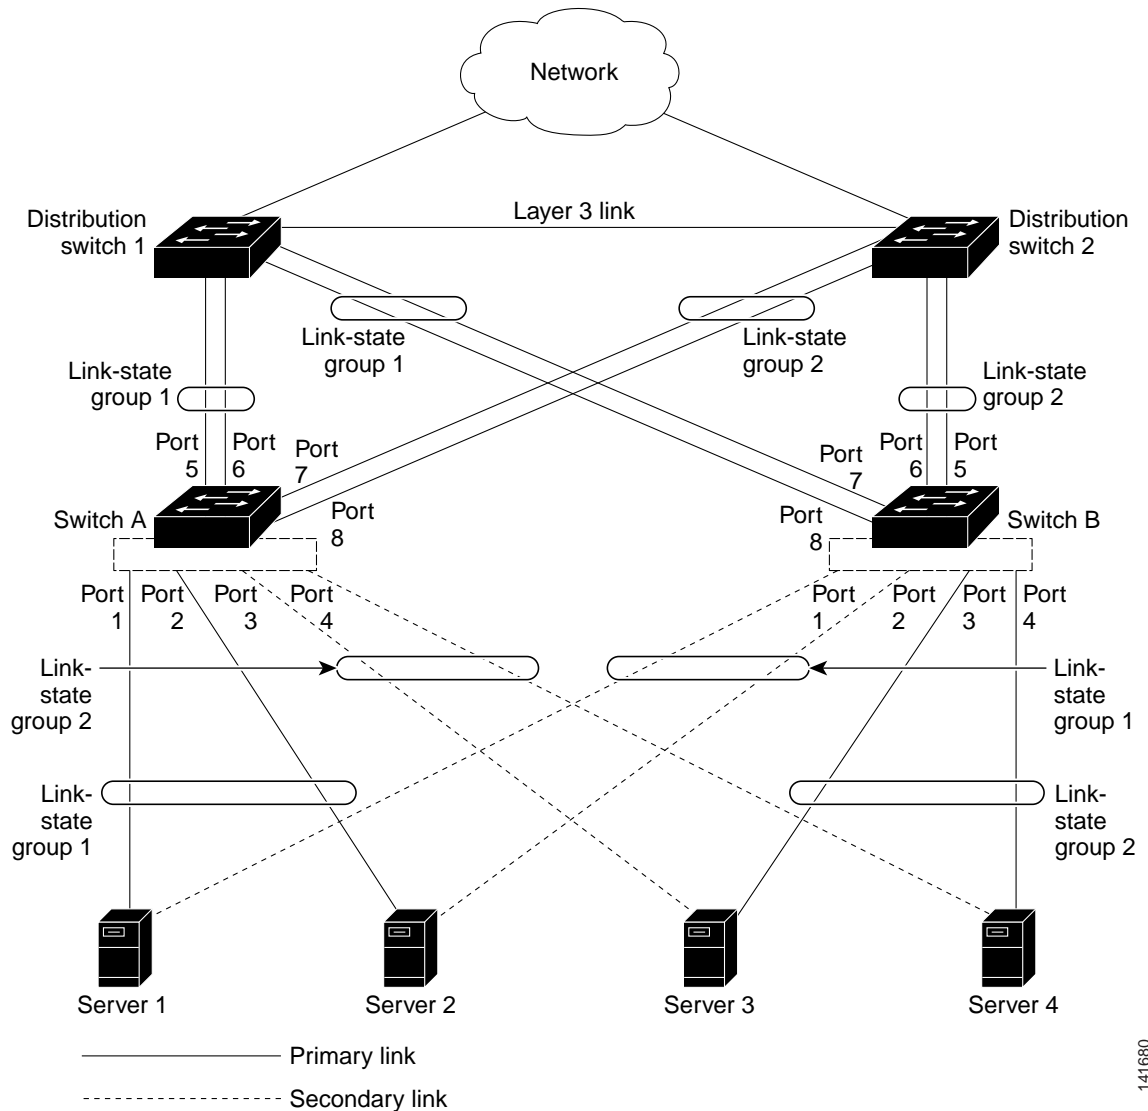 Network
Layer 3 link
Distribution
switch 1
Distribution
switch 2
Link-state
group 1
Link-state
group 2
Link-state
group 1
Link-state
group 2
Port
5
Port
6
Port
7
Port
8
Port
7
Port
6
Port
5
Port
8
Switch A
Switch B
Port
1
Port
2
Port
3
Port
4
Port
1
Port
2
Port
3
Port
4
Link-
state
group 2
Link-
state
group 1
Link-
state
group 1
Link-
state
group 2
Server 1
Server 2
Server 3
Server 4
Primary link
Secondary link
141680